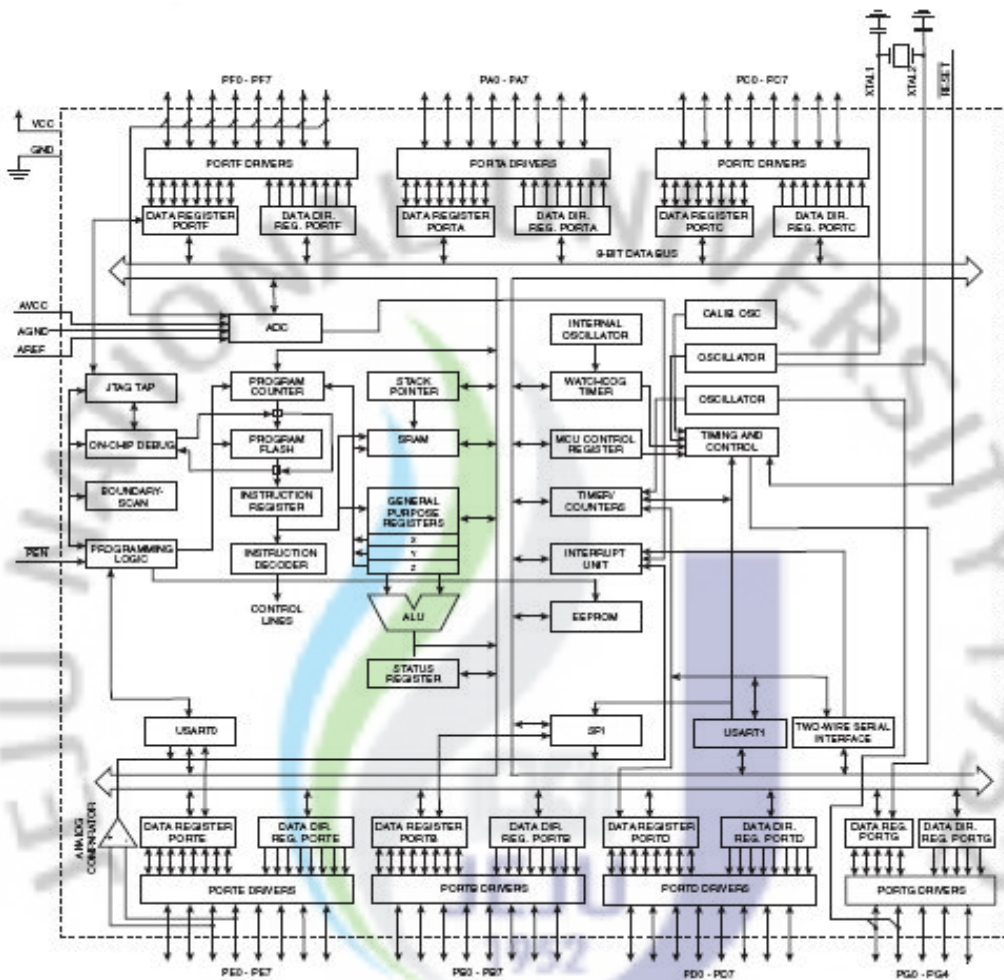 XTAL1
XTAL2
RESET
PF0 - PF7
PA0 - PA7
PC0 - PC7
VCC
GND
PORTF DRIVERS
PORTA DRIVERS
PORTC DRIVERS
DATA REGISTER PORTF
DATA DIR. REG. PORTF
DATA REGISTER PORTA
DATA DIR. REG. PORTA
DATA REGISTER PORTC
DATA DIR. REG. PORTC
8-BIT DATA BUS
AVCC
AGND
AREF
ADC
INTERNAL OSCILLATOR
CALIB. OSC
OSCILLATOR
JTAG TAP
PROGRAM COUNTER
STACK POINTER
WATCHDOG TIMER
OSCILLATOR
ON-CHIP DEBUG
PROGRAM FLASH
SRAM
MCU CONTROL REGISTER
TIMING AND CONTROL
BOUNDARY-SCAN
INSTRUCTION REGISTER
GENERAL PURPOSE REGISTERS
X
Y
Z
TIMER/ COUNTERS
PEN
PROGRAMMING LOGIC
INSTRUCTION DECODER
INTERRUPT UNIT
CONTROL LINES
ALU
EEPROM
STATUS REGISTER
USART0
SPI
USART1
TWO-WIRE SERIAL INTERFACE
ANALOG COMPARATOR
DATA REGISTER PORTE
DATA DIR. REG. PORTE
DATA REGISTER PORTB
DATA DIR. REG. PORTB
DATA REGISTER PORTD
DATA DIR. REG. PORTD
DATA REG. PORTG
DATA DIR. REG. PORTG
PORTE DRIVERS
PORTB DRIVERS
PORTD DRIVERS
PORTG DRIVERS
PE0 - PE7
PB0 - PB7
PD0 - PD7
PG0 - PG4
JEJU NATIONAL UNIVERSITY
JEJU
1952